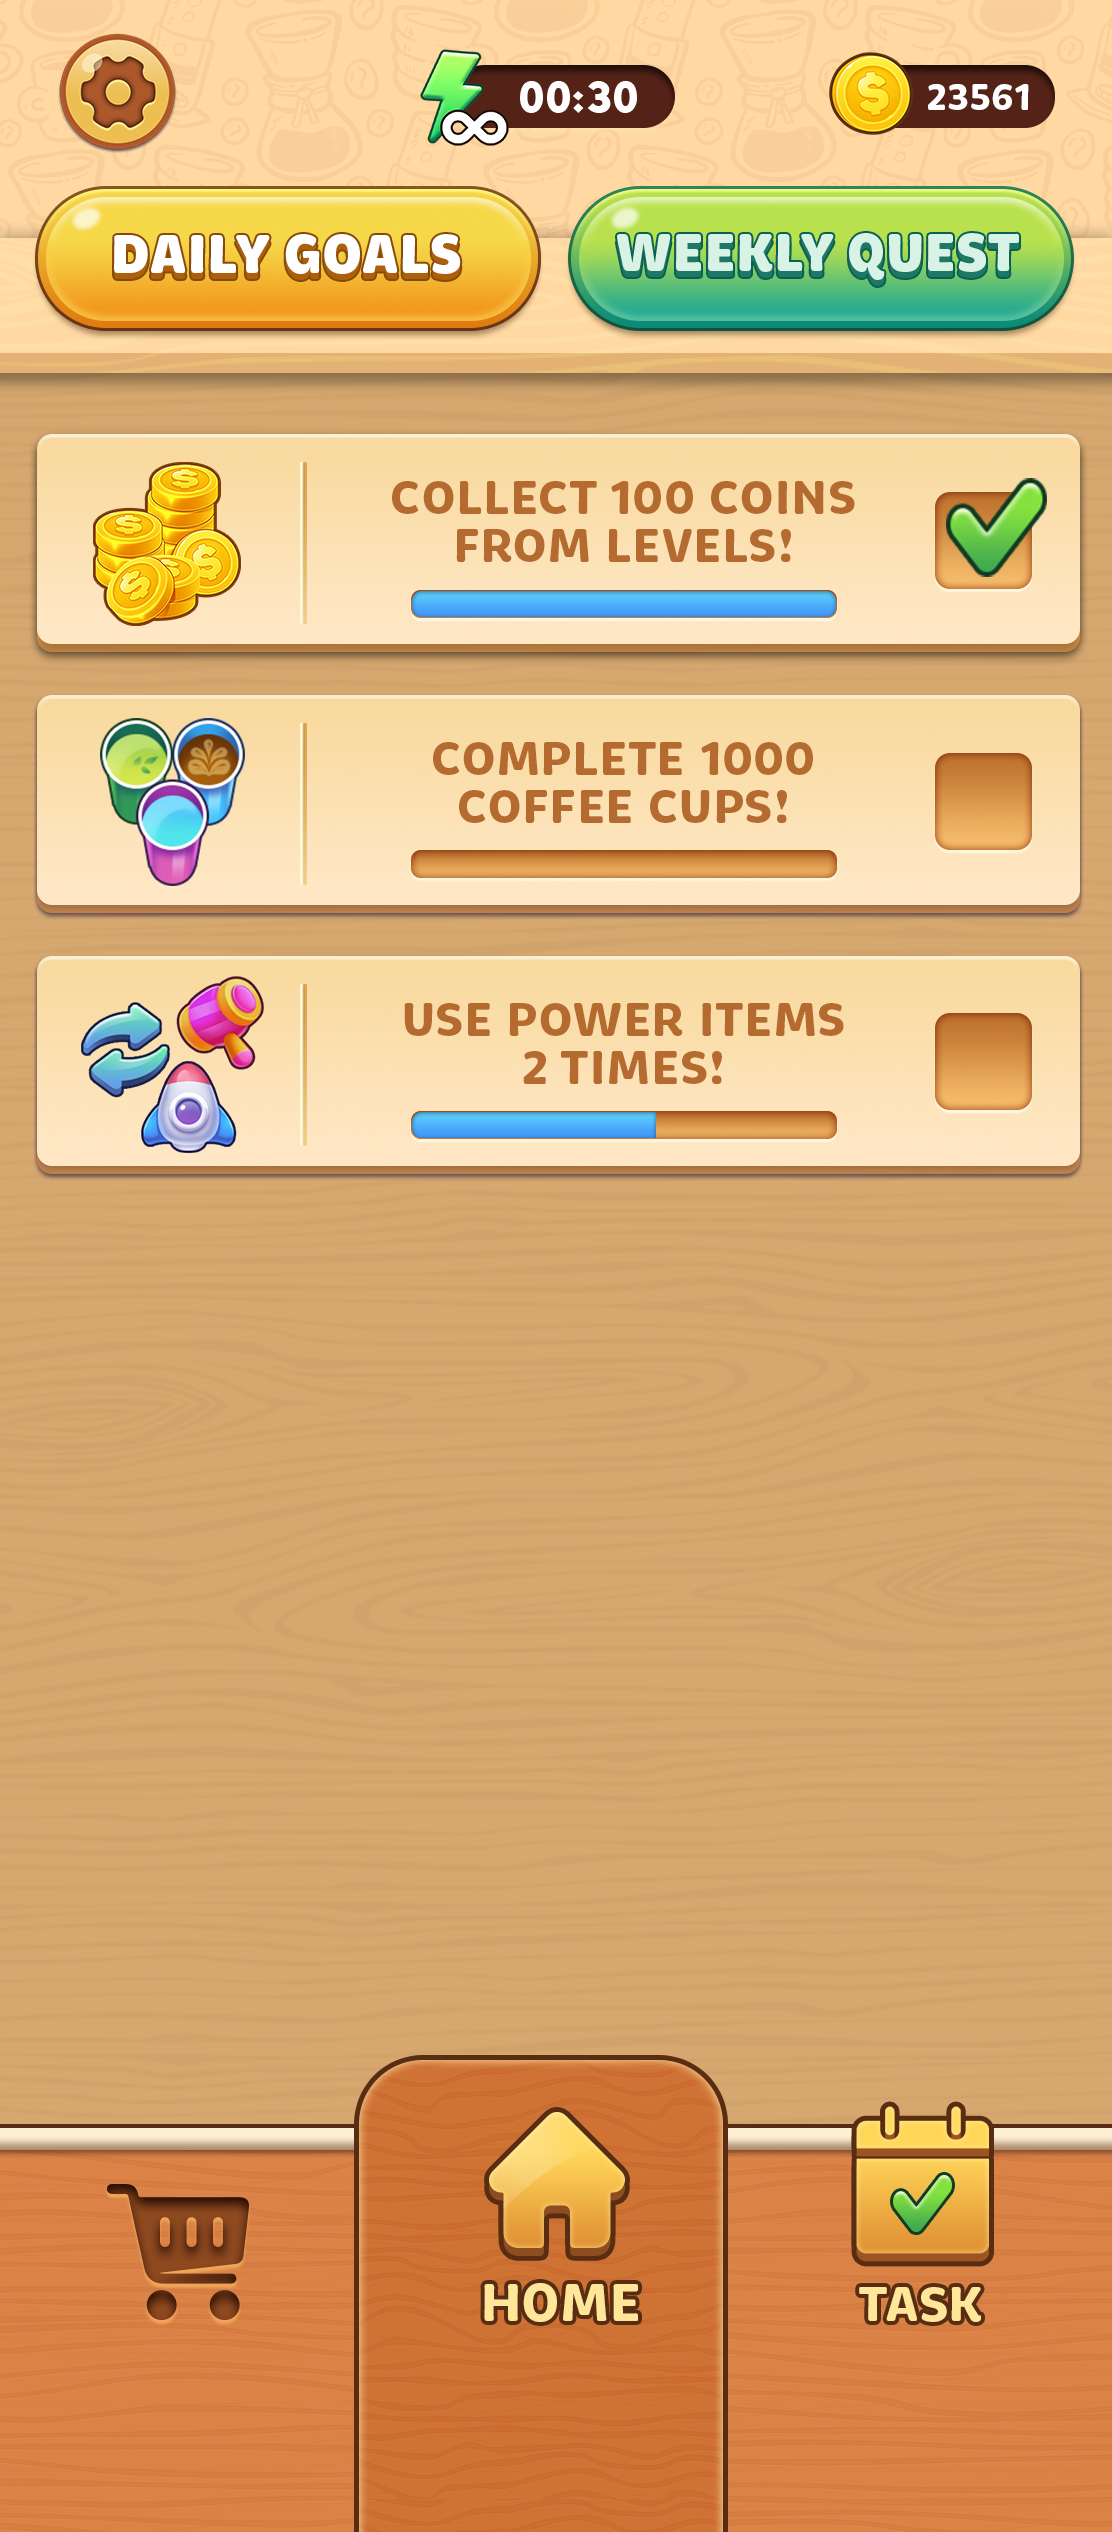 00:30
23561
DAILY GOALS
WEEKLY QUEST
COLLECT 100 COINS
FROM LEVELS!
COMPLETE 1000
COFFEE CUPS!
USE POWER ITEMS
2 TIMES!
HOME
TASK